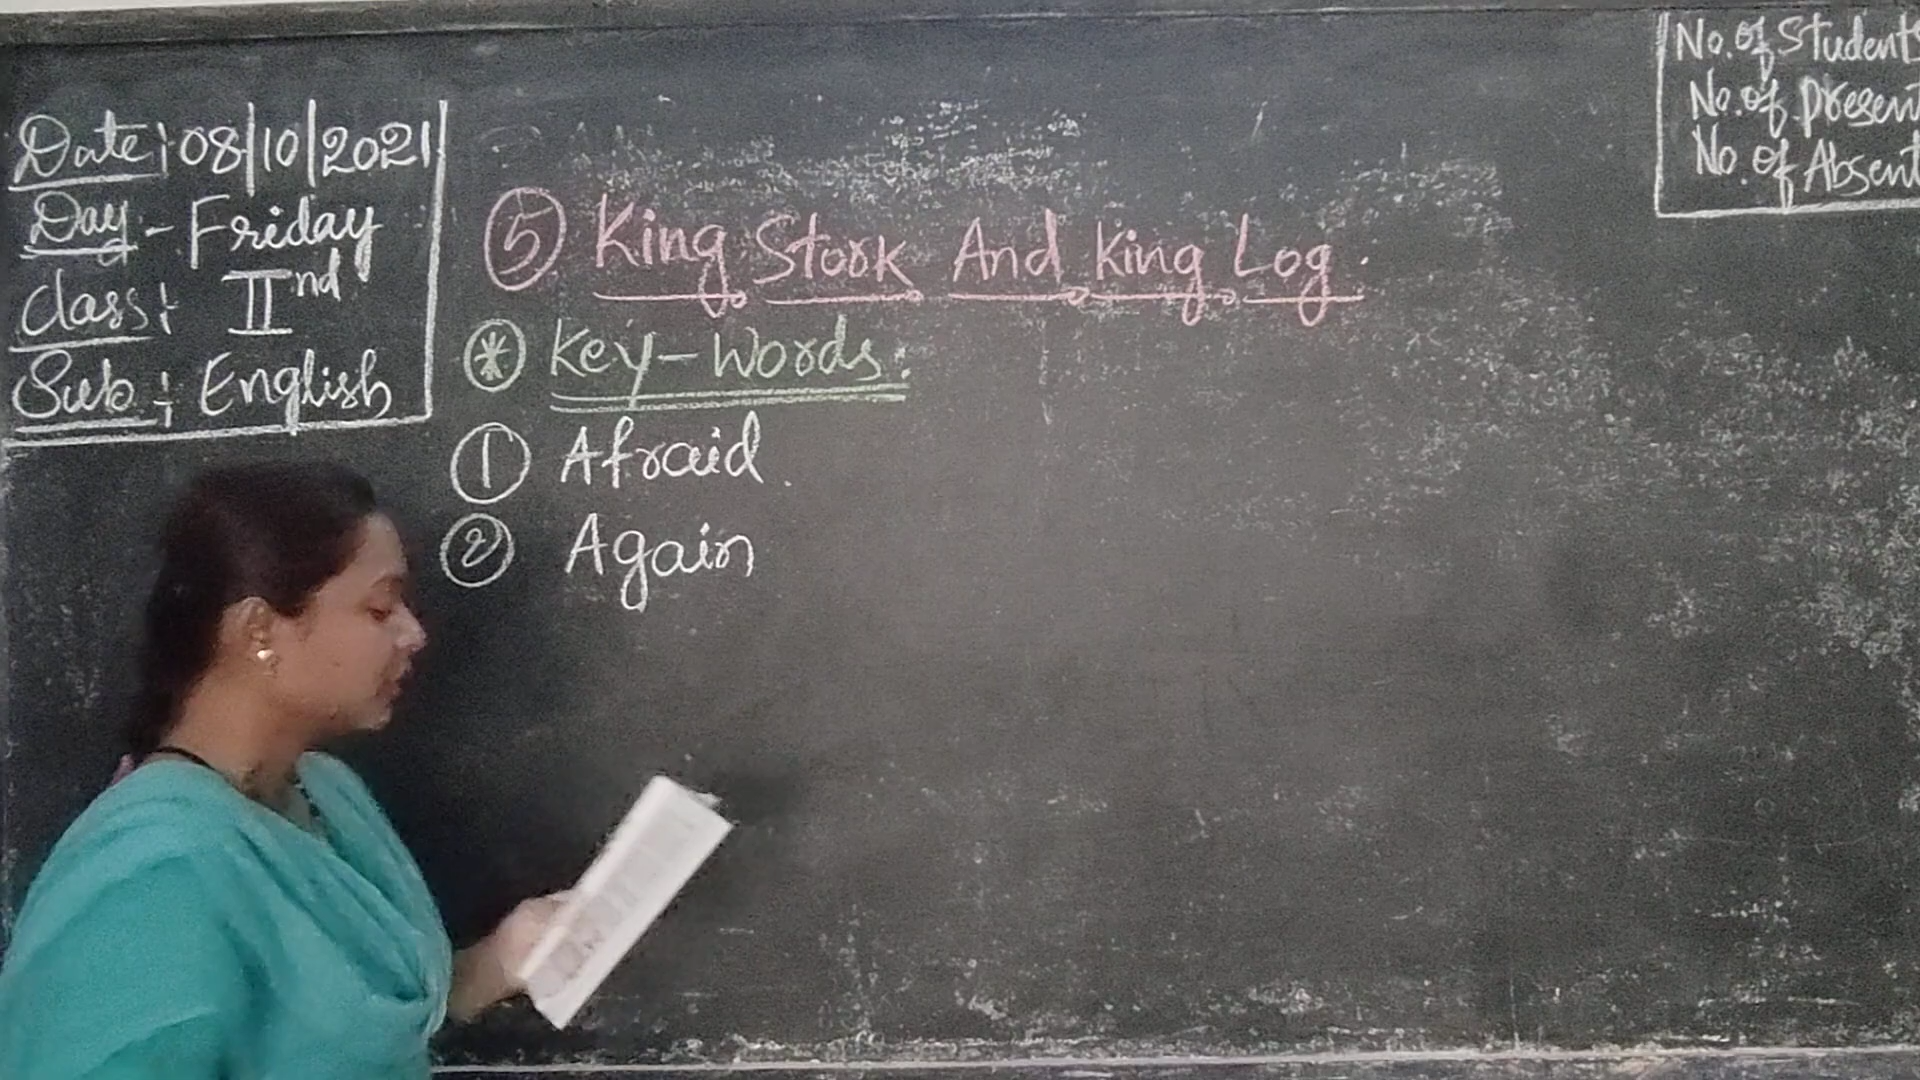 Date: 08/10/2021
Day - Friday
Class: IInd
Sub: English
No. of Students
No. of Present
No. of Absent
5 King Stork And King Log.
* Key-Words:
1 Afraid.
2 Again